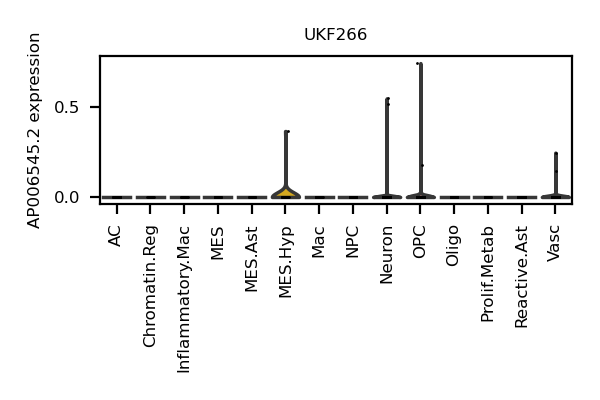 UKF266
AP006545.2 expression
0.5
0.0
AC
Chromatin.Reg
Inflammatory.Mac
MES
MES.Ast
MES.Hyp
Mac
NPC
Neuron
OPC
Oligo
Prolif.Metab
Reactive.Ast
Vasc